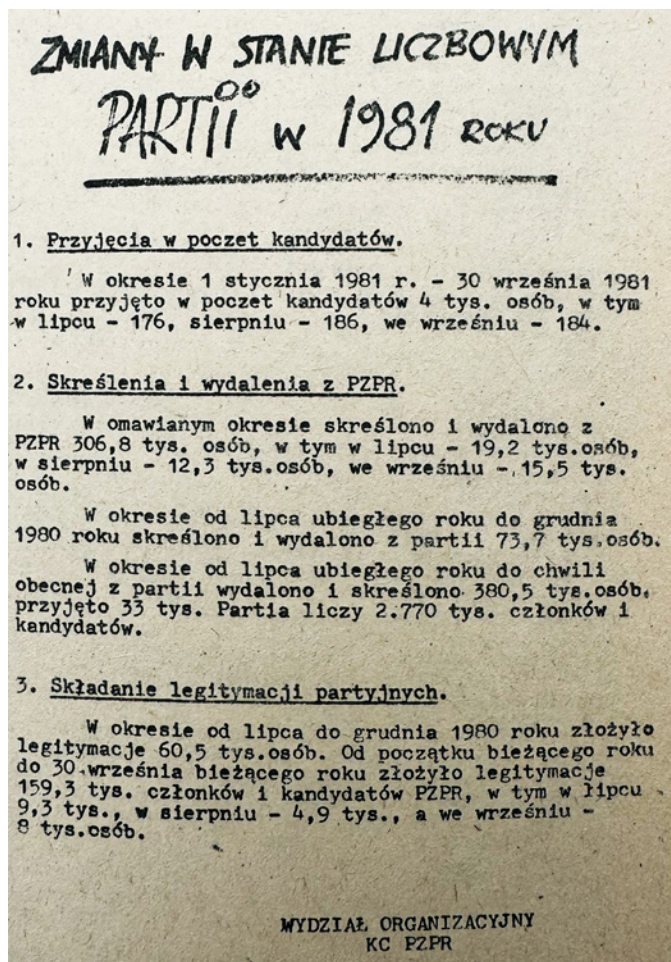 ZMIANY W STANIE LICZBOWYM
PARTII W 1981 ROKU
1. Przyjęcia w poczet kandydatów.
W okresie 1 stycznia 1981 r. - 30 września 1981
roku przyjęto w poczet kandydatów 4 tys. osób, w tym
w lipcu - 176, sierpniu - 186, we wrześniu - 184.
2. Skreślenia i wydalenia z PZPR.
W omawianym okresie skreślono i wydalono z
PZPR 306,8 tys. osób, w tym w lipcu - 19,2 tys.osób,
w sierpniu - 12,3 tys.osób, we wrześniu - 15,5 tys.
osób.
W okresie od lipca ubiegłego roku do grudnia
1980 roku skreślono i wydalono z partii 73,7 tys.osób.
W okresie od lipca ubiegłego roku do chwili
obecnej z partii wydalono i skreślono 380,5 tys.osób,
przyjęto 33 tys. Partia liczy 2.770 tys. członków i
kandydatów.
3. Składanie legitymacji partyjnych.
W okresie od lipca do grudnia 1980 roku złożyło
legitymacje 60,5 tys.osób. Od początku bieżącego roku
do 30 września bieżącego roku złożyło legitymacje
159,3 tys. członków i kandydatów PZPR, w tym w lipcu
9,3 tys., w sierpniu - 4,9 tys., a we wrześniu -
8 tys.osób.
WYDZIAŁ ORGANIZACYJNY
KC PZPR